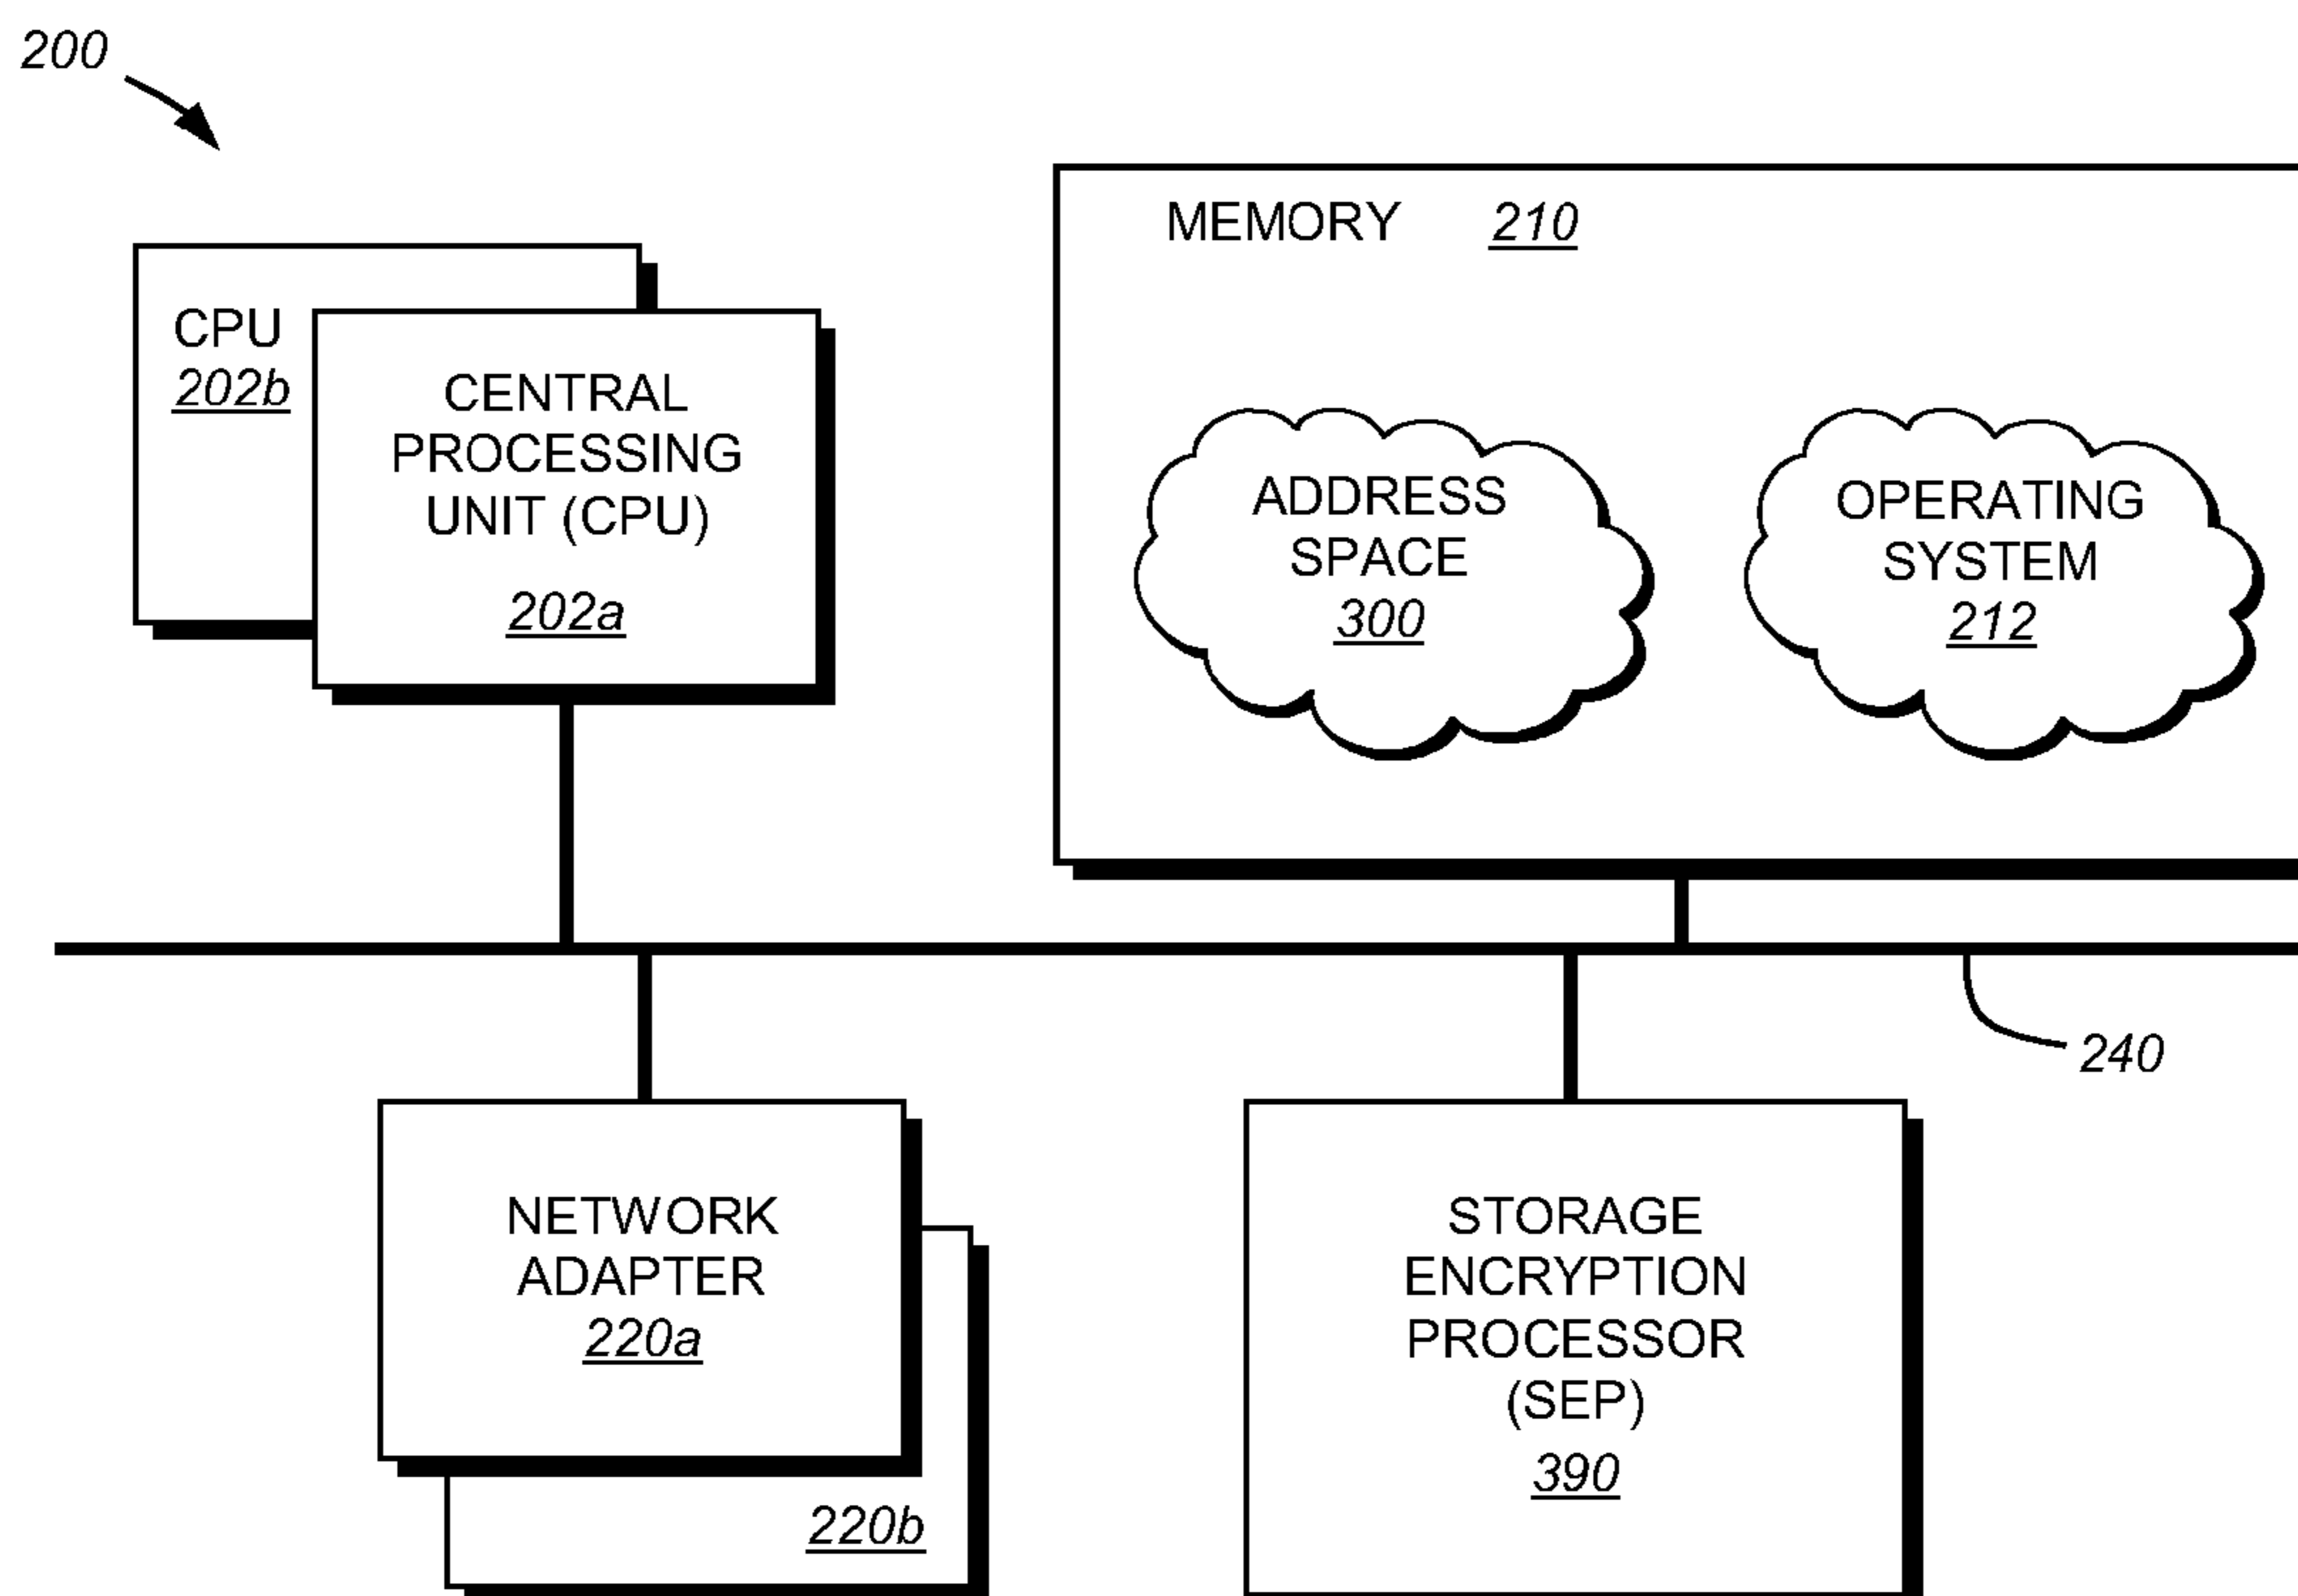 200
MEMORY 210
CPU
202b
CENTRAL
PROCESSING
UNIT (CPU)
202a
ADDRESS
SPACE
300
OPERATING
SYSTEM
212
240
NETWORK
ADAPTER
220a
220b
STORAGE
ENCRYPTION
PROCESSOR
(SEP)
390